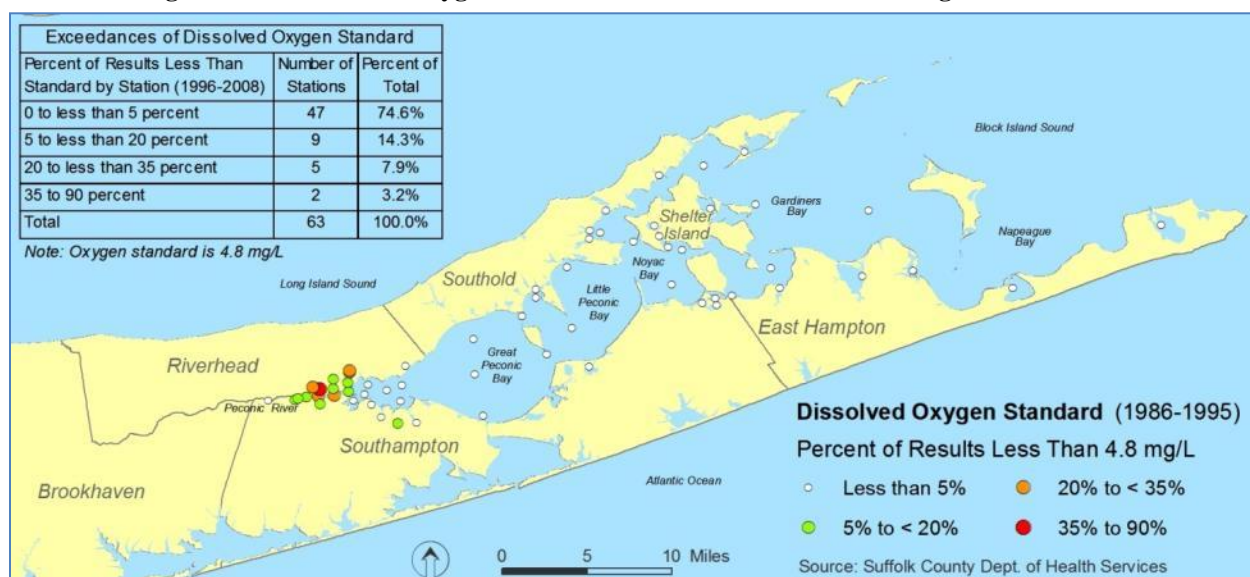 Exceedances of Dissolved Oxygen Standard
Percent of Results Less Than Standard by Station (1996-2008)
Number of Stations
Percent of Total
0 to less than 5 percent 47 74.6%
5 to less than 20 percent 9 14.3%
20 to less than 35 percent 5 7.9%
35 to 90 percent 2 3.2%
Total 63 100.0%
Note: Oxygen standard is 4.8 mg/L
Block Island Sound
Gardiners
Bay
Shelter
Island
Napeague
Bay
Noyac
Bay
Long Island Sound
Southold
Little
Peconic
Bay
East Hampton
Riverhead
Great
Peconic
Bay
Peconic River
Southampton
Brookhaven
Atlantic Ocean
Dissolved Oxygen Standard (1986-1995)
Percent of Results Less Than 4.8 mg/L
Less than 5%
20% to < 35%
5% to < 20%
35% to 90%
0 5 10 Miles
Source: Suffolk County Dept. of Health Services